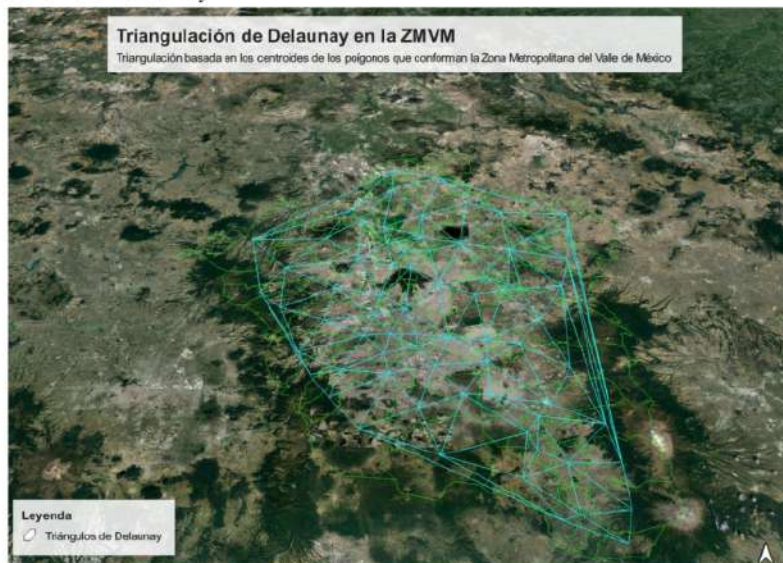 Triangulación de Delaunay en la ZMVM
Triangulación basada en los centroides de los polígonos que conforman la Zona Metropolitana del Valle de México
Leyenda
Triángulos de Delaunay